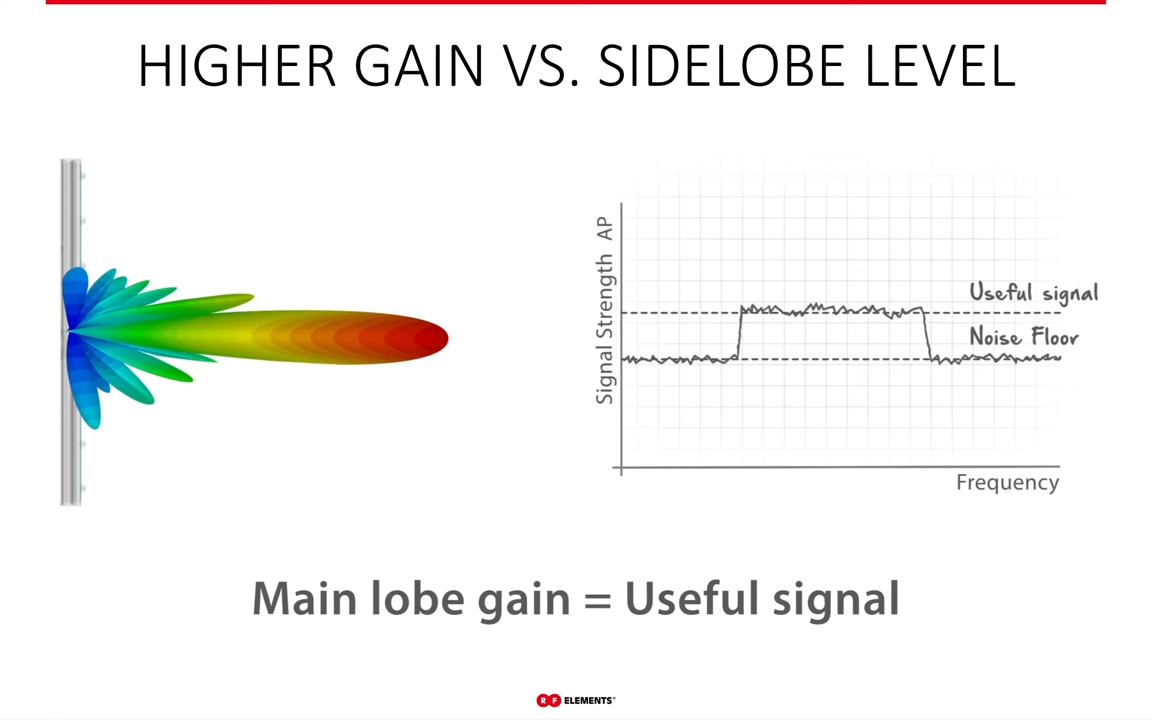 HIGHER GAIN VS. SIDELOBE LEVEL
Signal Strength AP
Useful signal
Noise Floor
Frequency
Main lobe gain = Useful signal
RF ELEMENTS®